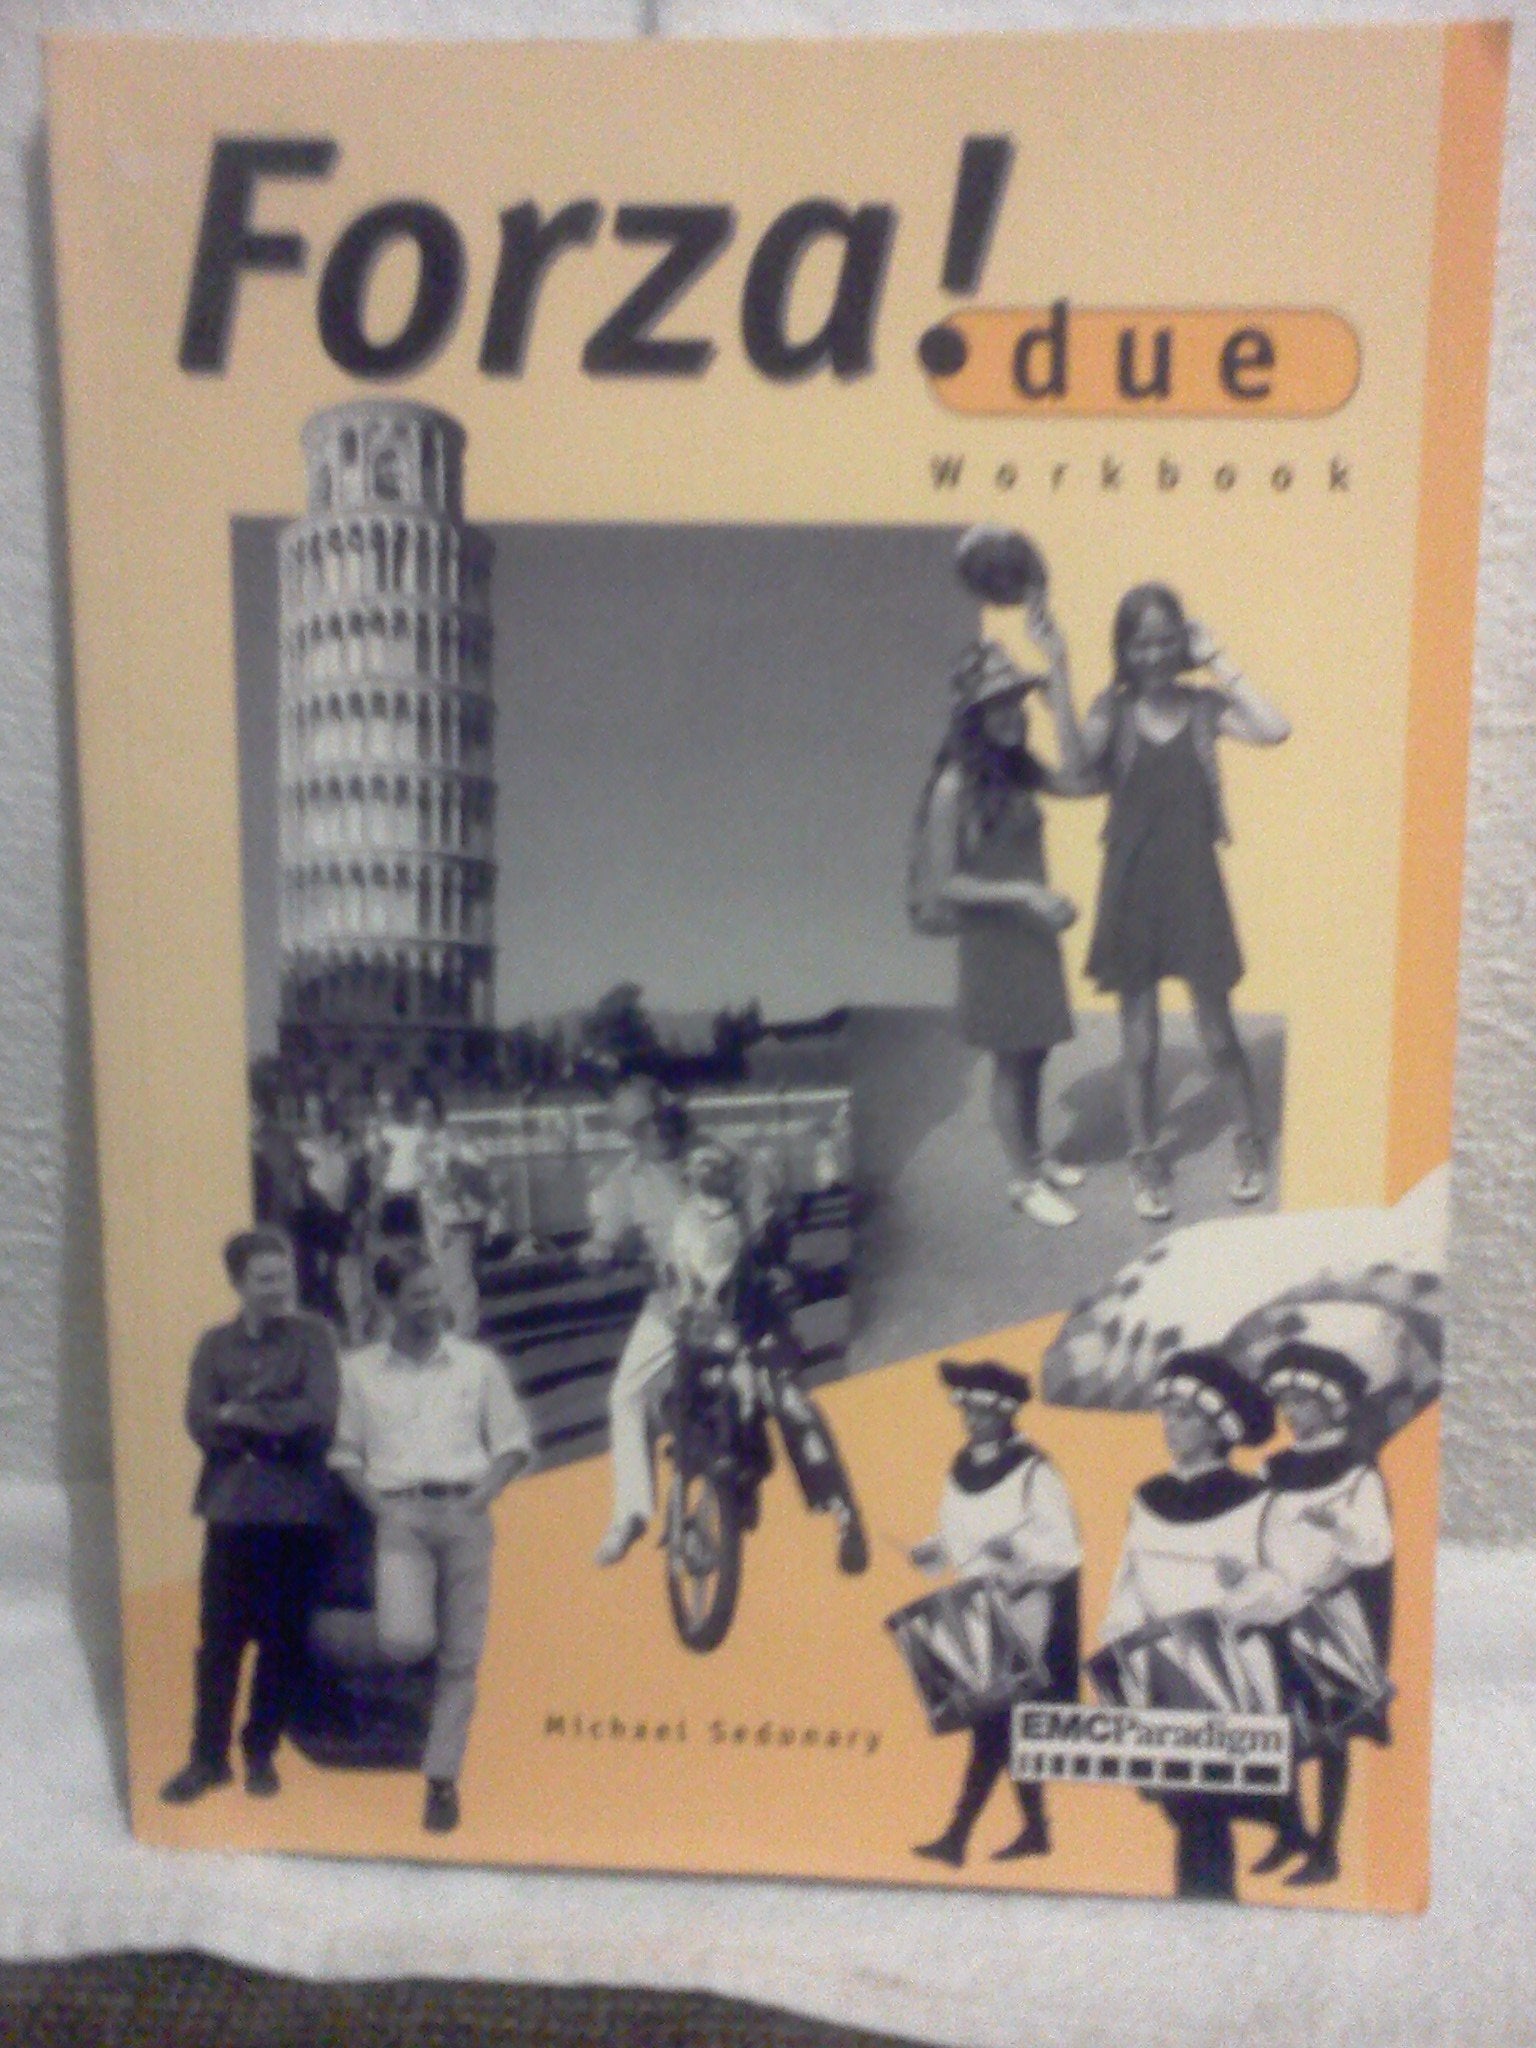 Forza!
due
Workbook
Michael Sedunary
EMCParadigm